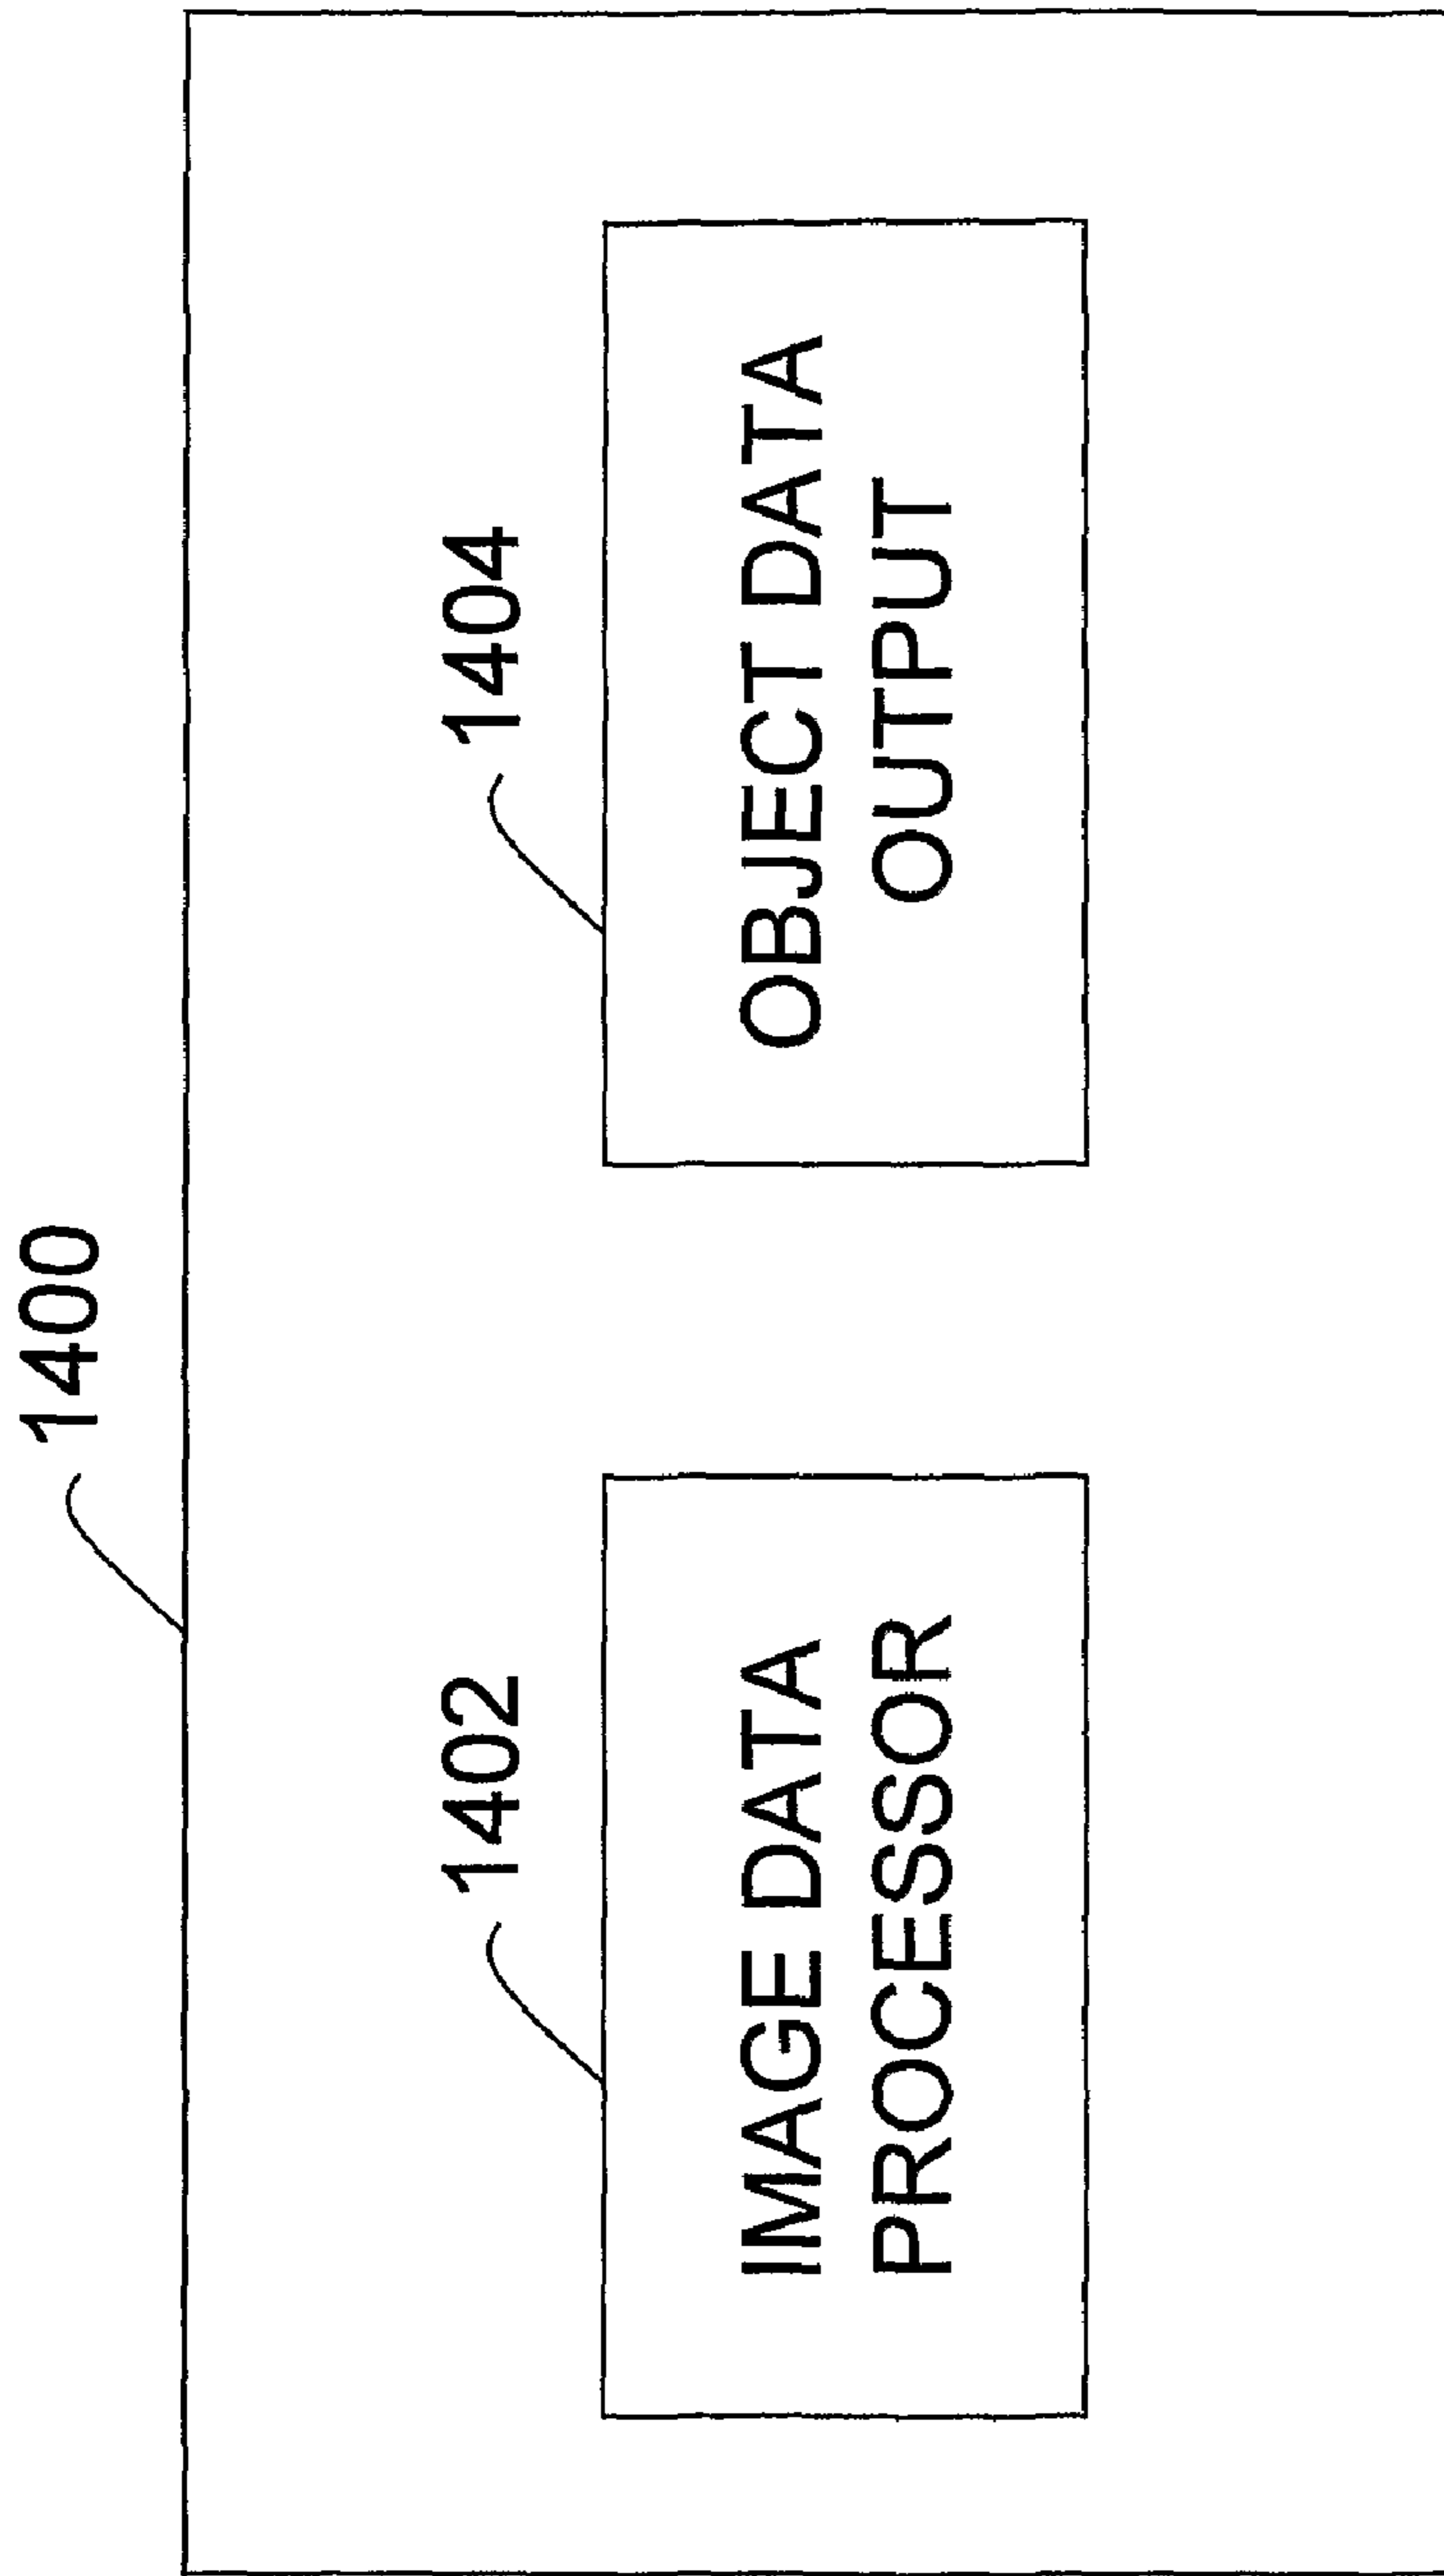 1400
1402
IMAGE DATA
PROCESSOR
1404
OBJECT DATA
OUTPUT